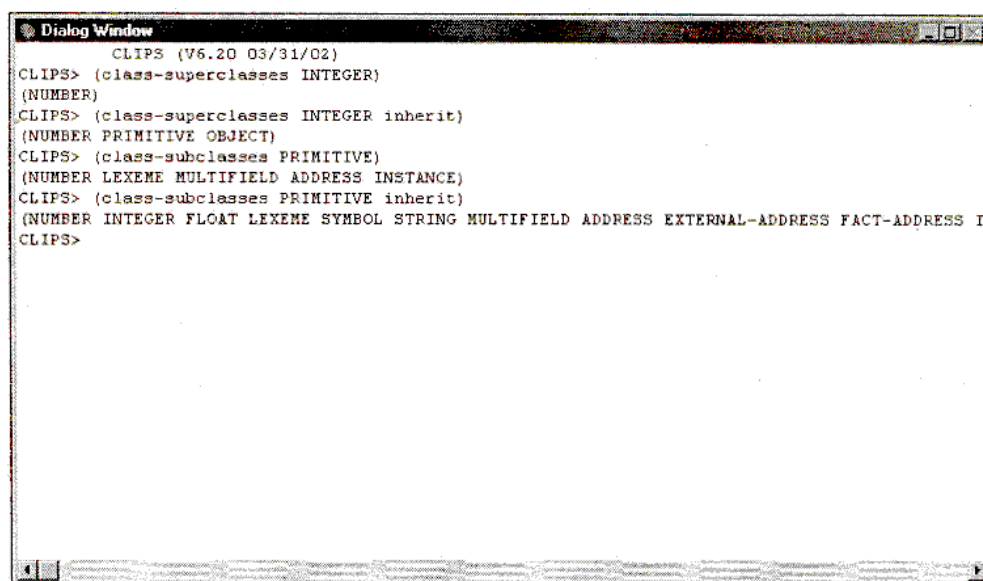 Dialog Window
CLIPS (V6.20 03/31/02)
CLIPS> (class-superclasses INTEGER)
(NUMBER)
CLIPS> (class-superclasses INTEGER inherit)
(NUMBER PRIMITIVE OBJECT)
CLIPS> (class-subclasses PRIMITIVE)
(NUMBER LEXEME MULTIFIELD ADDRESS INSTANCE)
CLIPS> (class-subclasses PRIMITIVE inherit)
(NUMBER INTEGER FLOAT LEXEME SYMBOL STRING MULTIFIELD ADDRESS EXTERNAL-ADDRESS FACT-ADDRESS I
CLIPS>